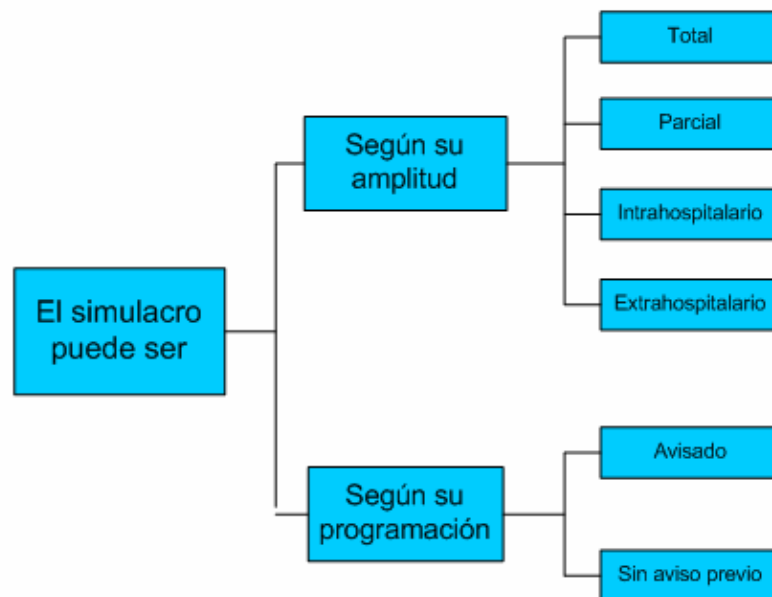 El simulacro
puede ser
Según su
amplitud
Total
Parcial
Intrahospitalario
Extrahospitalario
Según su
programación
Avisado
Sin aviso previo